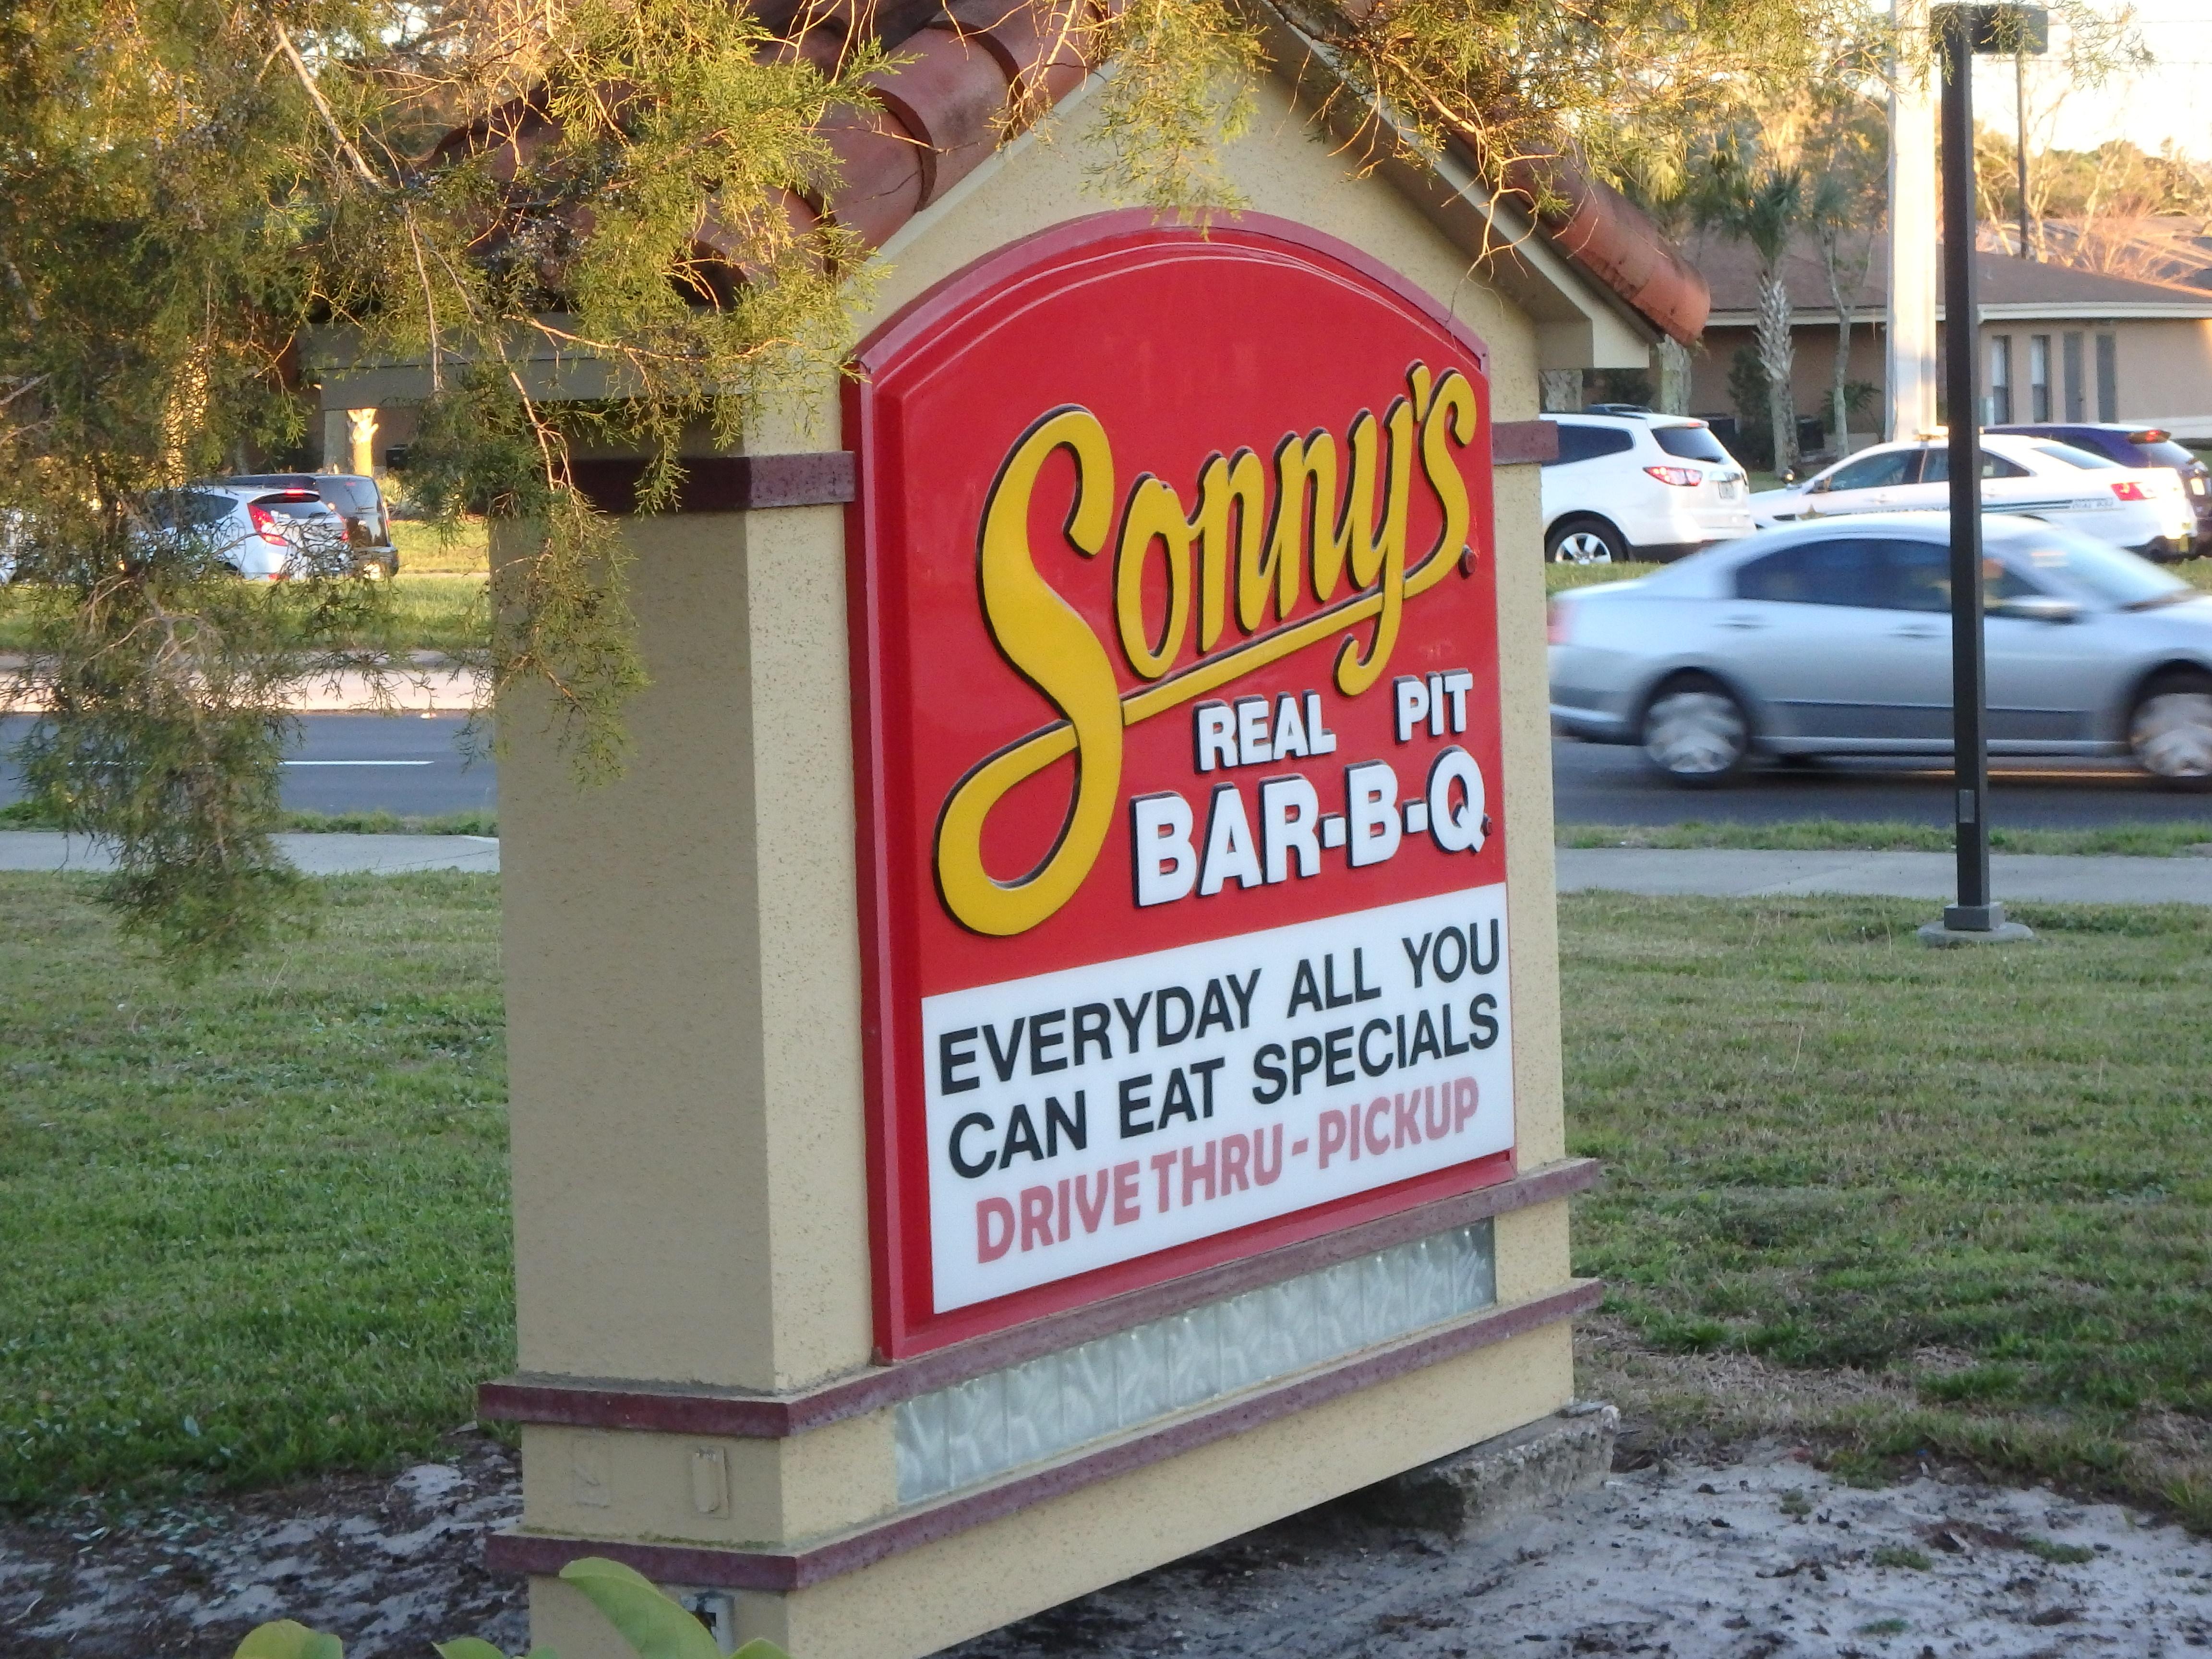 Sonny's
REAL PIT
BAR-B-Q
EVERYDAY ALL YOU
CAN EAT SPECIALS
DRIVE THRU - PICKUP